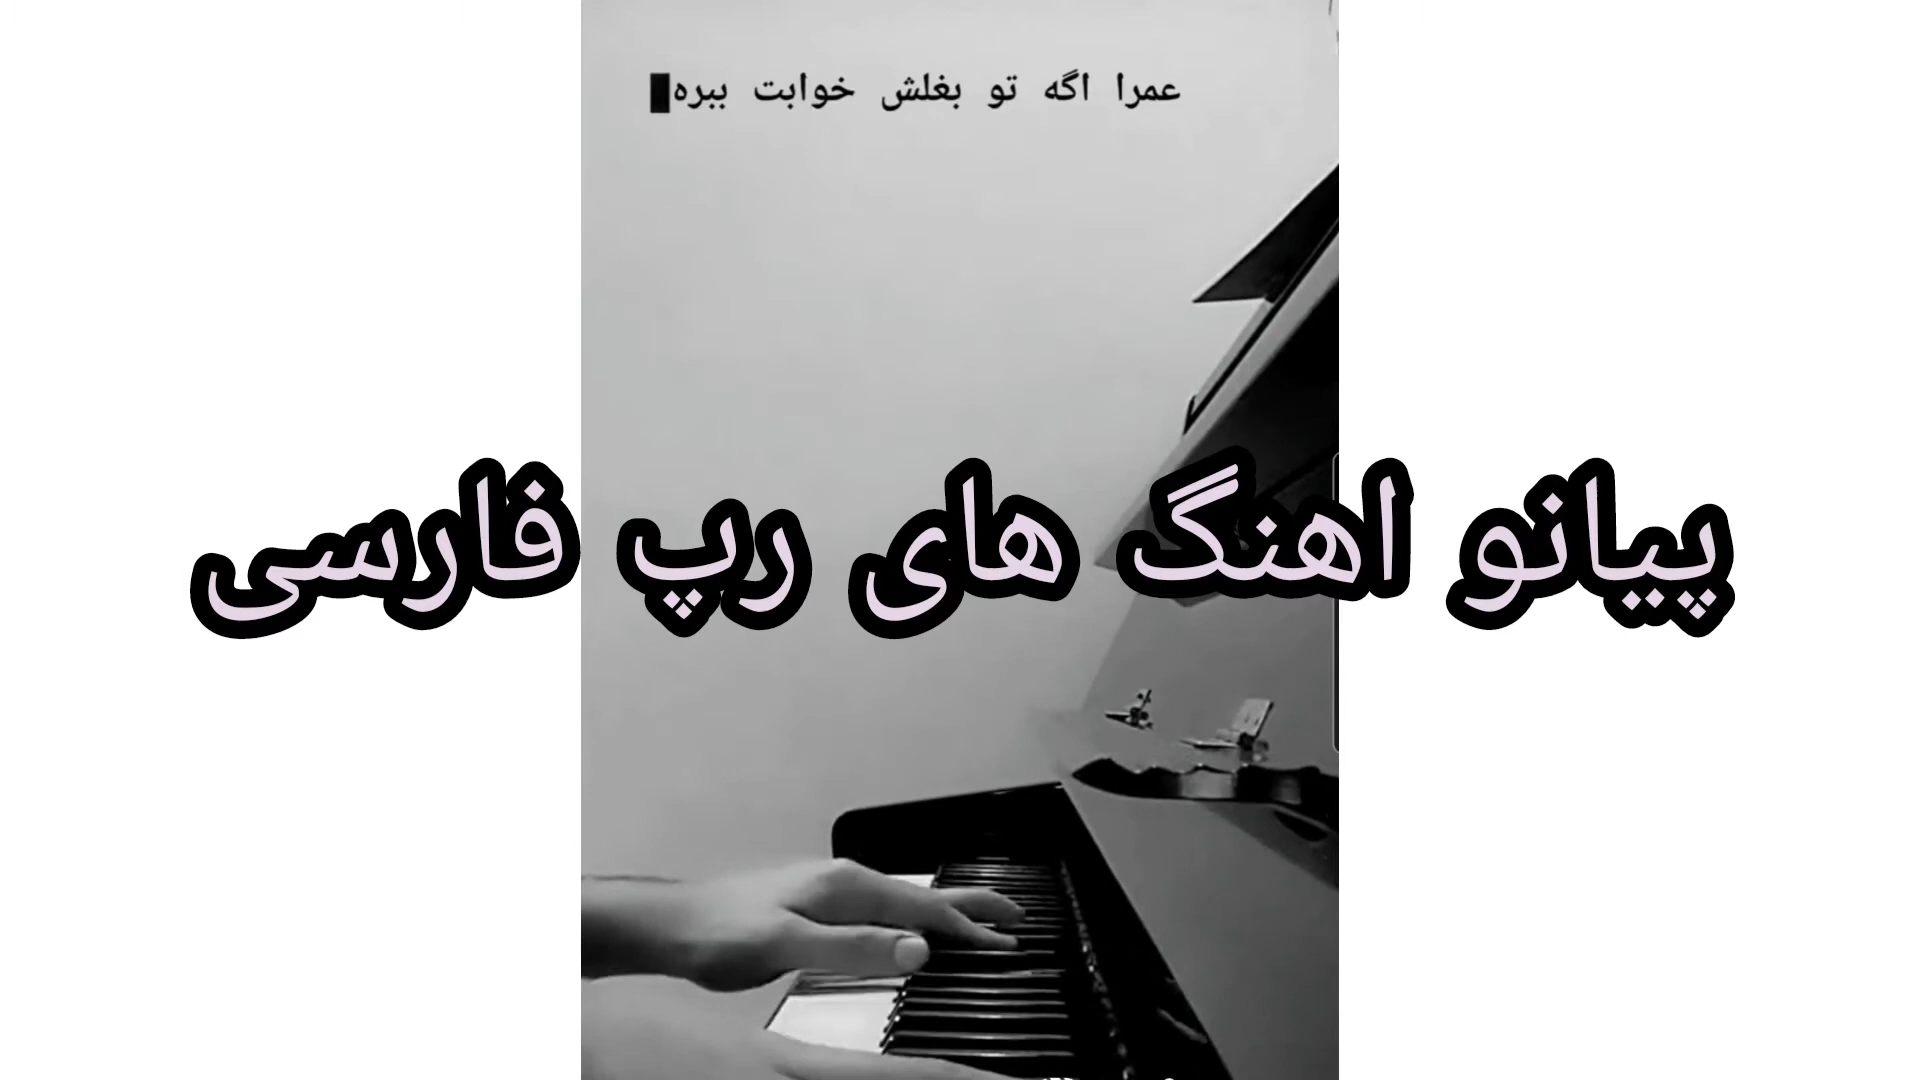 عمرا اگه تو بغلش خوابت ببره
پیانو اهنگ های رپ فارسی